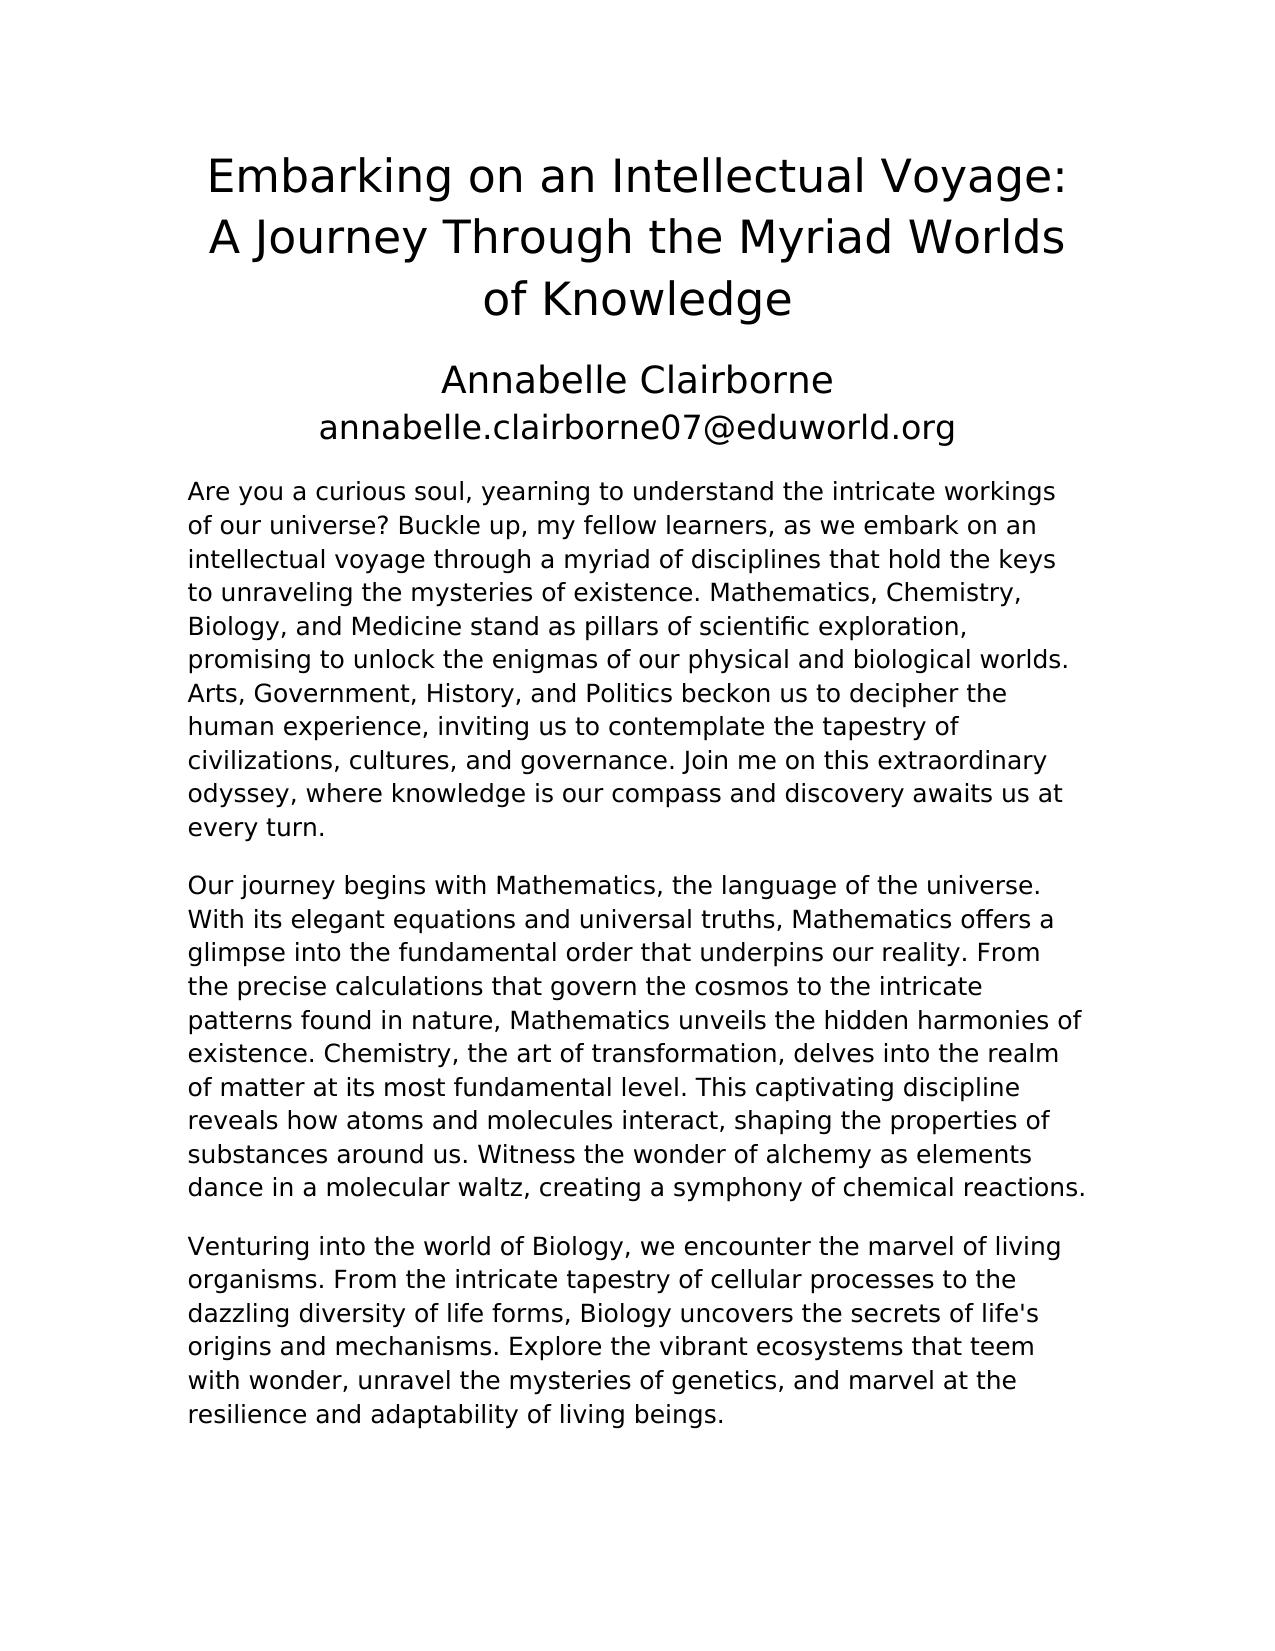 Embarking on an Intellectual Voyage:
A Journey Through the Myriad Worlds
of Knowledge
Annabelle Clairborne
annabelle.clairborne07@eduworld.org
Are you a curious soul, yearning to understand the intricate workings
of our universe? Buckle up, my fellow learners, as we embark on an
intellectual voyage through a myriad of disciplines that hold the keys
to unraveling the mysteries of existence. Mathematics, Chemistry,
Biology, and Medicine stand as pillars of scientific exploration,
promising to unlock the enigmas of our physical and biological worlds.
Arts, Government, History, and Politics beckon us to decipher the
human experience, inviting us to contemplate the tapestry of
civilizations, cultures, and governance. Join me on this extraordinary
odyssey, where knowledge is our compass and discovery awaits us at
every turn.
Our journey begins with Mathematics, the language of the universe.
With its elegant equations and universal truths, Mathematics offers a
glimpse into the fundamental order that underpins our reality. From
the precise calculations that govern the cosmos to the intricate
patterns found in nature, Mathematics unveils the hidden harmonies of
existence. Chemistry, the art of transformation, delves into the realm
of matter at its most fundamental level. This captivating discipline
reveals how atoms and molecules interact, shaping the properties of
substances around us. Witness the wonder of alchemy as elements
dance in a molecular waltz, creating a symphony of chemical reactions.
Venturing into the world of Biology, we encounter the marvel of living
organisms. From the intricate tapestry of cellular processes to the
dazzling diversity of life forms, Biology uncovers the secrets of life's
origins and mechanisms. Explore the vibrant ecosystems that teem
with wonder, unravel the mysteries of genetics, and marvel at the
resilience and adaptability of living beings.